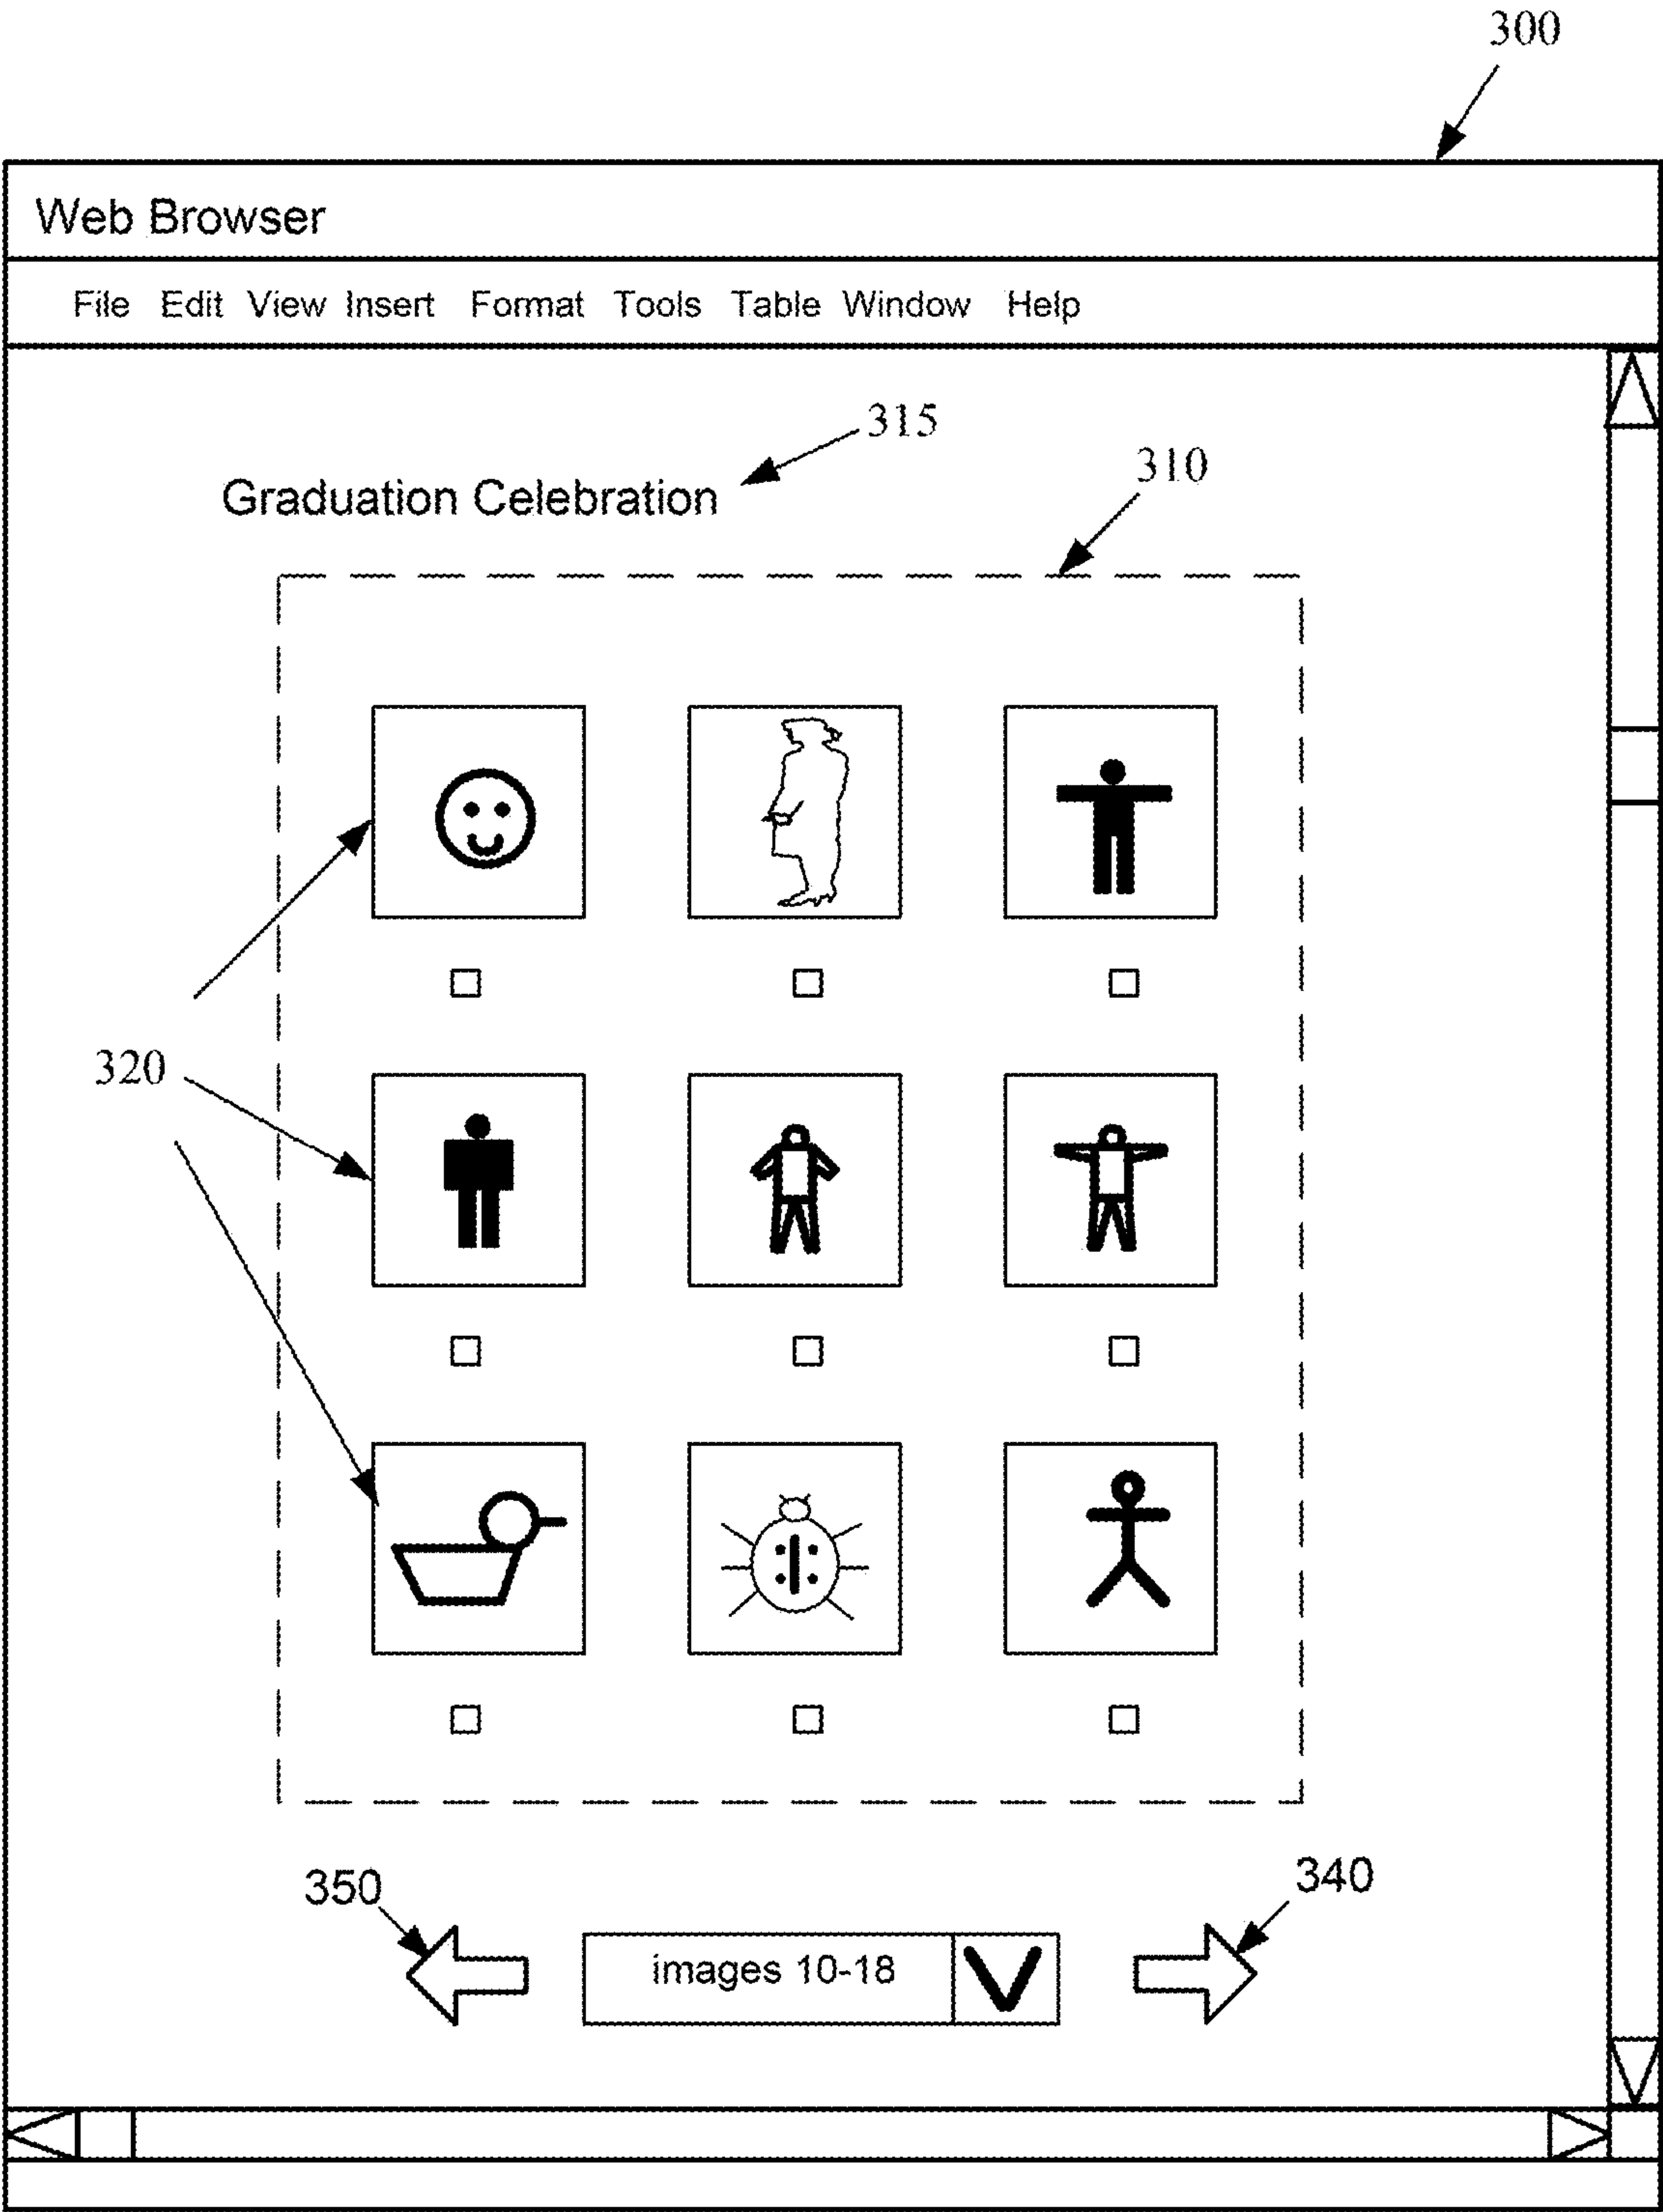 300
Web Browser
File Edit View Insert Format Tools Table Window Help
315
310
Graduation Celebration
320
350
340
images 10-18